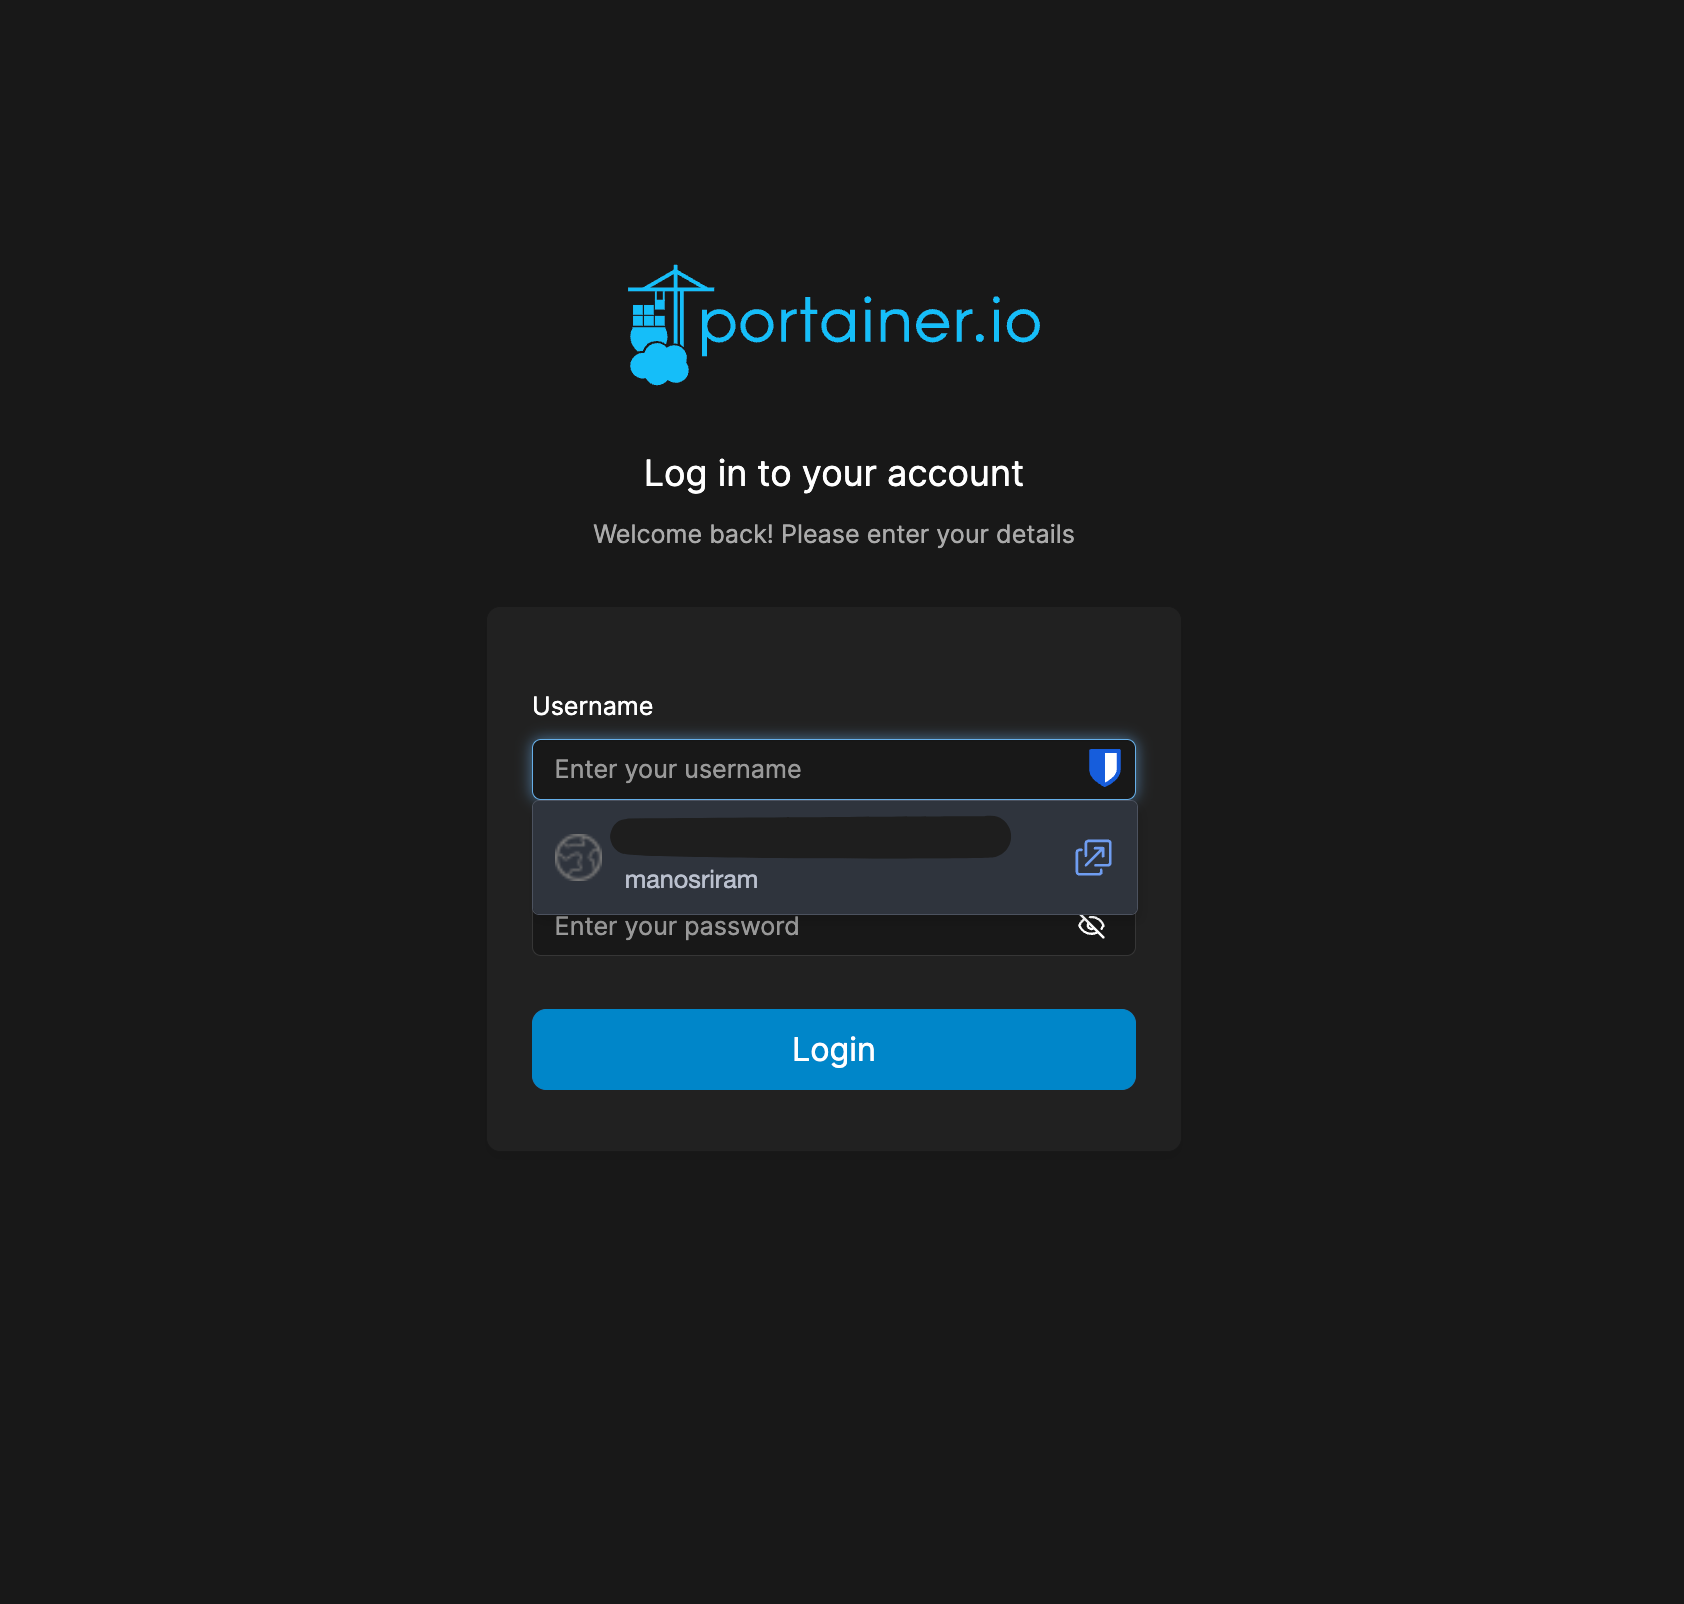 portainer.io
Log in to your account
Welcome back! Please enter your details
Username
Enter your username
manosriram
Enter your password
Login